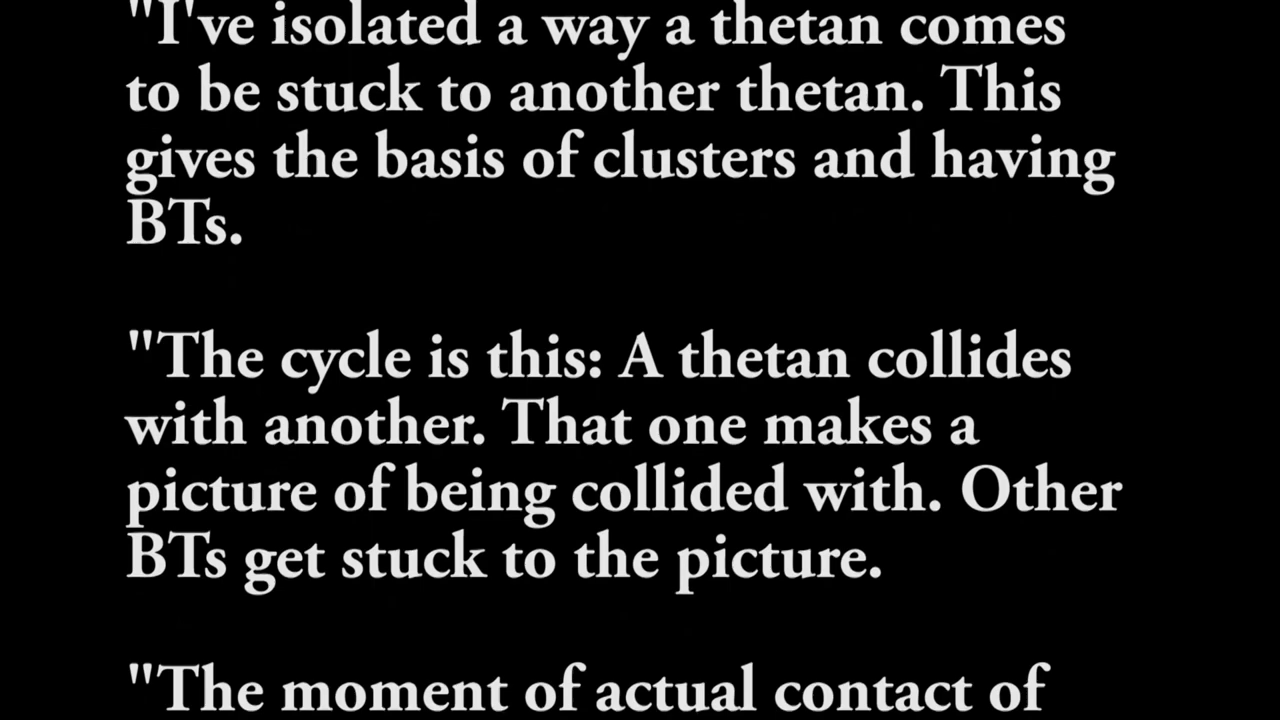 "I've isolated a way a thetan comes
to be stuck to another thetan. This
gives the basis of clusters and having
BTs.
"The cycle is this: A thetan collides
with another. That one makes a
picture of being collided with. Other
BTs get stuck to the picture.
"The moment of actual contact of